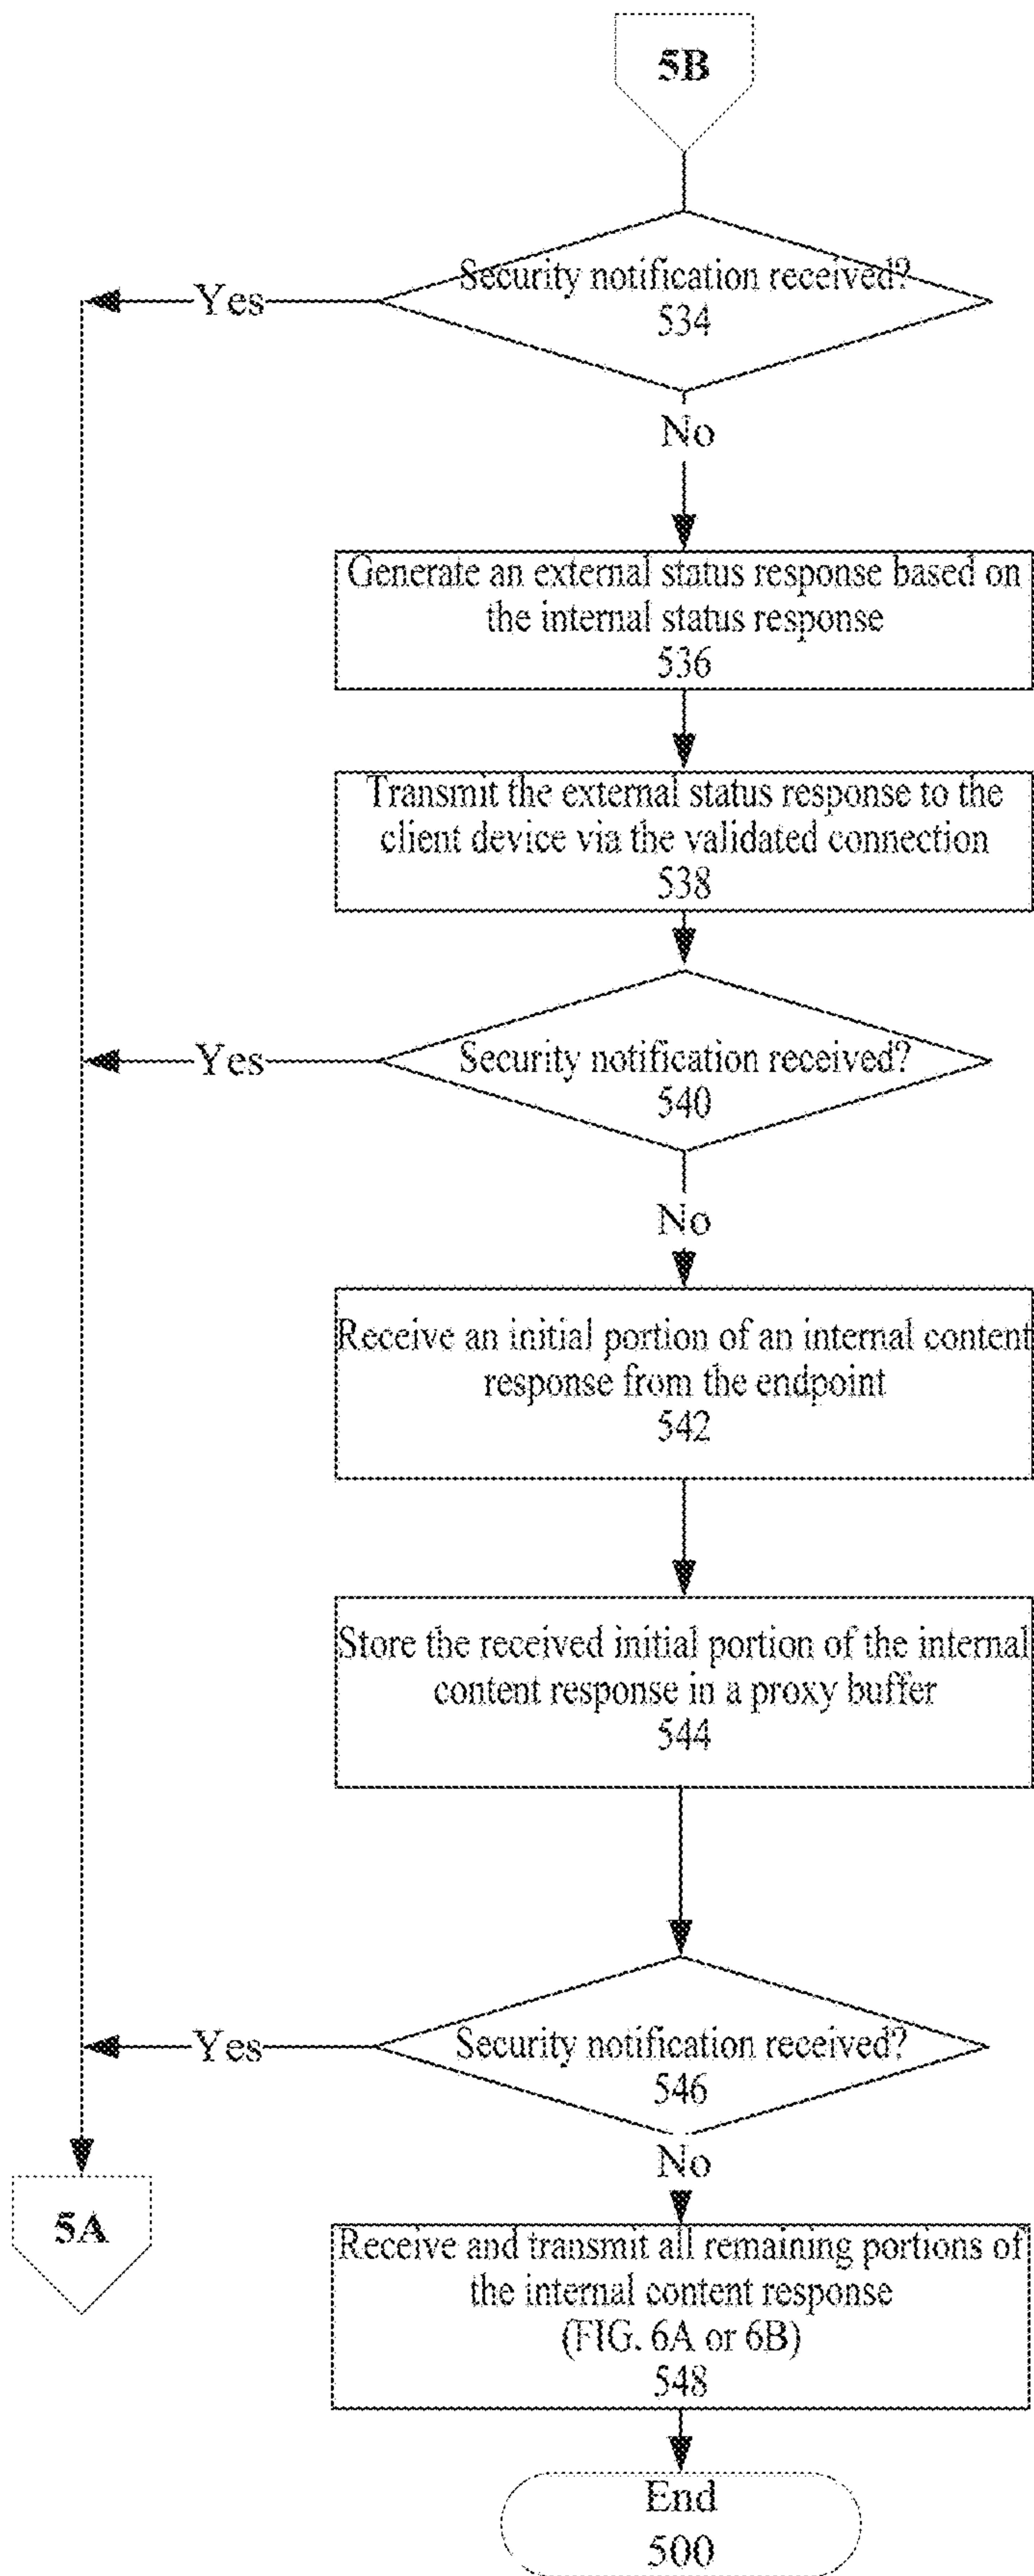 5B
Security notification received?
534
Yes
No
Generate an external status response based on
the internal status response
536
Transmit the external status response to the
client device via the validated connection
538
Security notification received?
540
Yes
No
Receive an initial portion of an internal content
response from the endpoint
542
Store the received initial portion of the internal
content response in a proxy buffer
544
Security notification received?
546
Yes
No
5A
Receive and transmit all remaining portions of
the internal content response
(FIG. 6A or 6B)
548
End
500